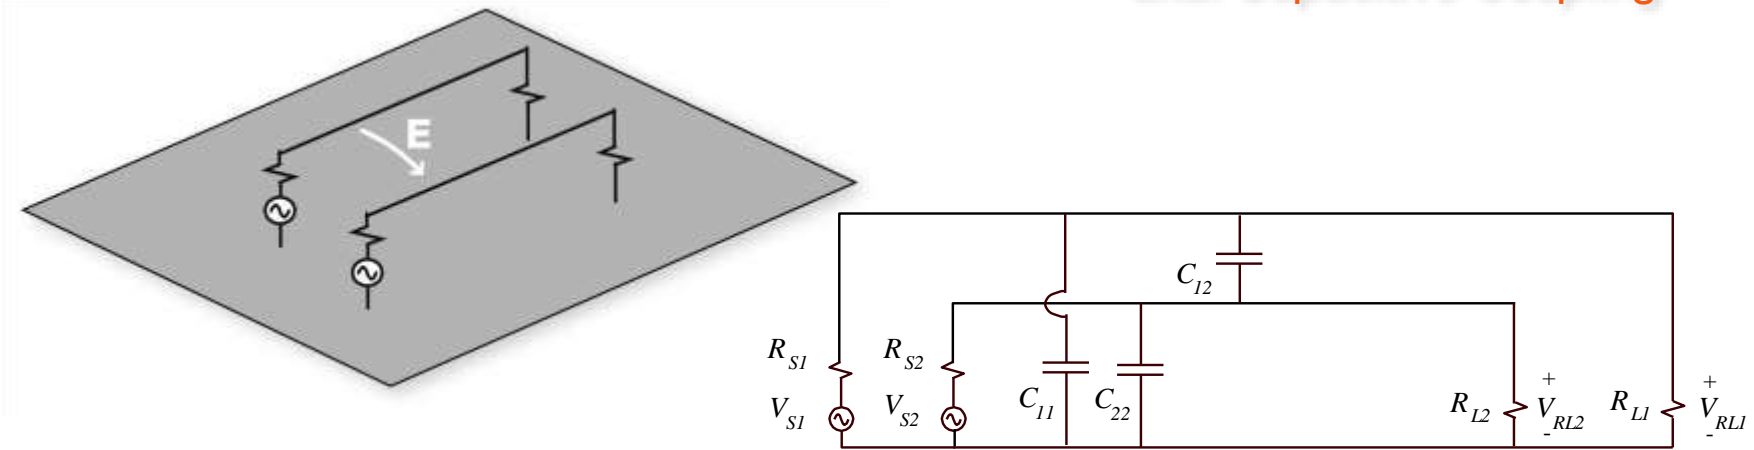 E
C12
RS1
RS2
VS1
VS2
C11
C22
RL2
+
VRL2
-
RL1
+
VRL1
-